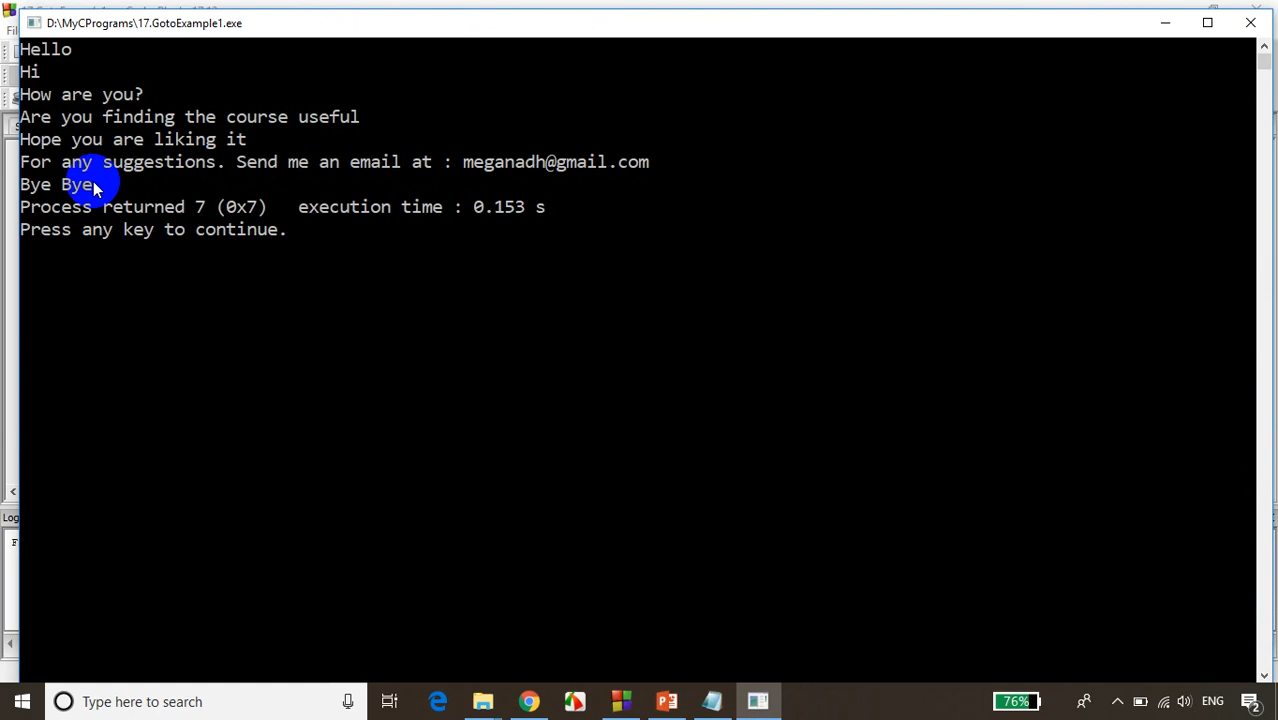 D:\MyCPrograms\17.GotoExample1.exe
Hello
Hi
How are you?
Are you finding the course useful
Hope you are liking it
For any suggestions. Send me an email at : meganadh@gmail.com
Bye Bye
Process returned 7 (0x7)   execution time : 0.153 s
Press any key to continue.
Log
Type here to search
76%
ENG
2